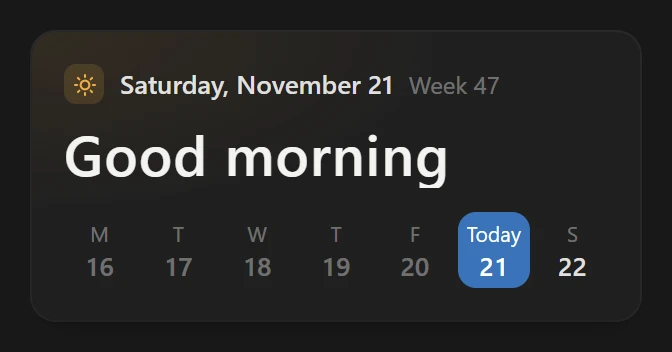 Saturday, November 21 Week 47
Good morning
M T W T F Today S
16 17 18 19 20 21 22